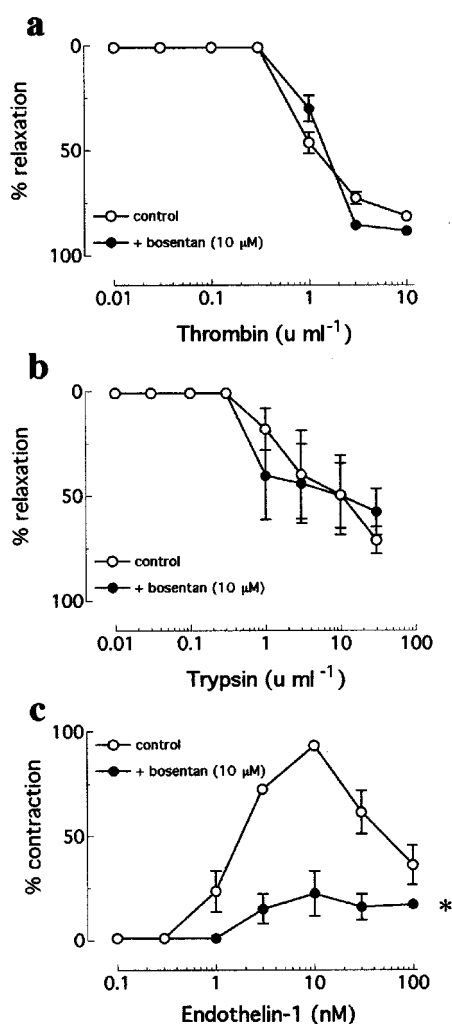 a
0
50
100
% relaxation
control
+ bosentan (10 µM)
0.01 0.1 1 10
Thrombin (u ml-1)
b
0
50
100
% relaxation
control
+ bosentan (10 µM)
0.01 0.1 1 10 100
Trypsin (u ml -1)
c
100
50
0
% contraction
control
+ bosentan (10 µM)
*
0.1 1 10 100
Endothelin-1 (nM)